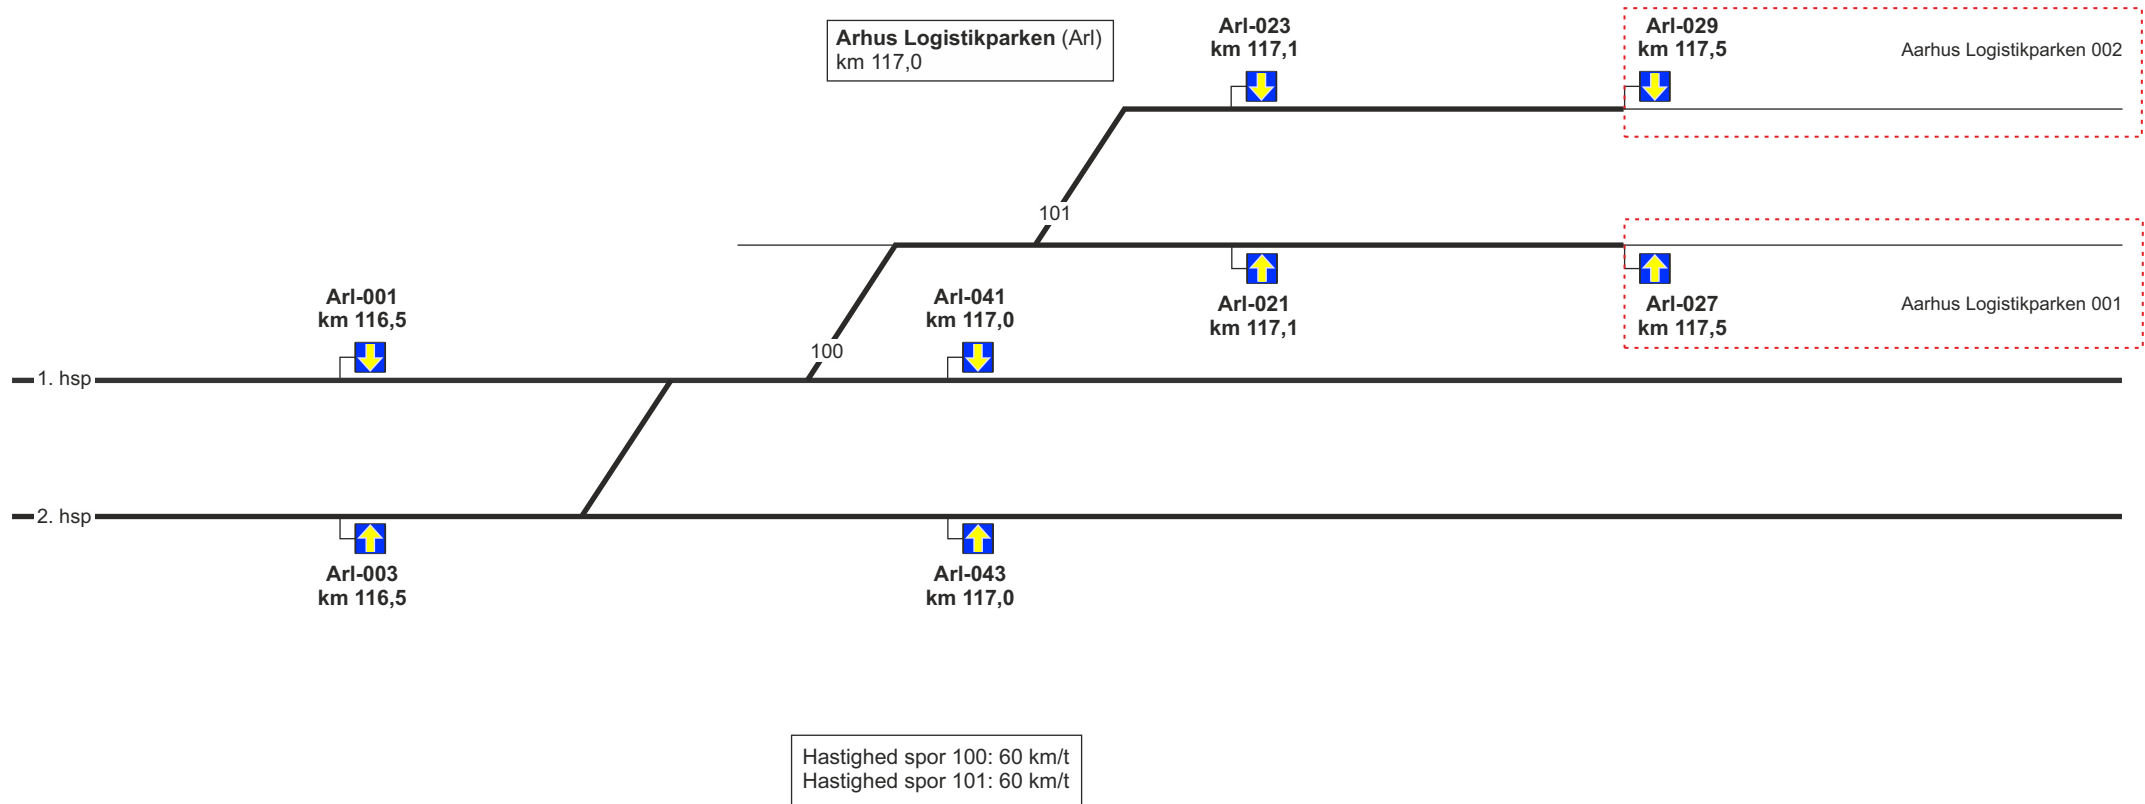 Arhus Logistikparken (Arl)
km 117,0
Arl-023
km 117,1
Arl-029
km 117,5
Aarhus Logistikparken 002
101
Arl-001
km 116,5
100
Arl-041
km 117,0
Arl-021
km 117,1
Arl-027
km 117,5
Aarhus Logistikparken 001
1. hsp
2. hsp
Arl-003
km 116,5
Arl-043
km 117,0
Hastighed spor 100: 60 km/t
Hastighed spor 101: 60 km/t